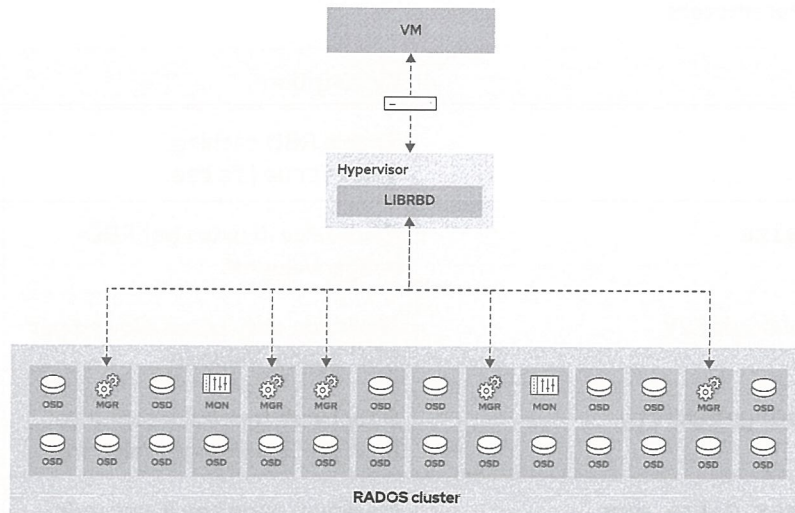 VM
Hypervisor
LIBRBD
OSD MGR OSD MON MGR MGR OSD OSD MGR MON OSD OSD MGR OSD
OSD OSD OSD OSD OSD OSD OSD OSD OSD OSD OSD OSD OSD OSD
RADOS cluster